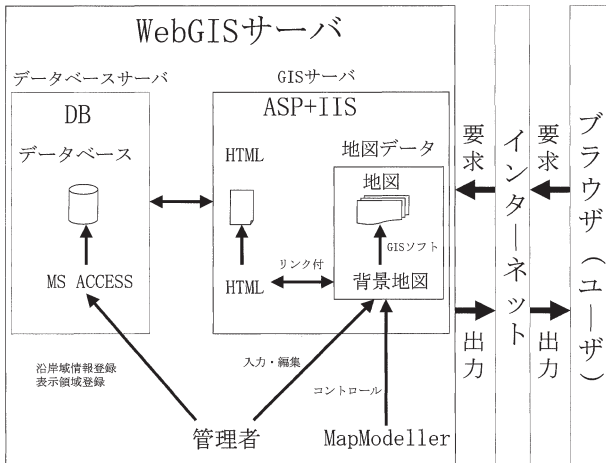 WebGISサーバ
データベースサーバ
GISサーバ
DB
ASP+IIS
データベース
HTML
地図データ
地図
GISソフト
MS ACCESS
HTML
リンク付
背景地図
沿岸域情報登録
表示領域登録
入力・編集
コントロール
管理者
MapModeller
要求
出力
インターネット
要求
出力
ブラウザ(ユーザ)